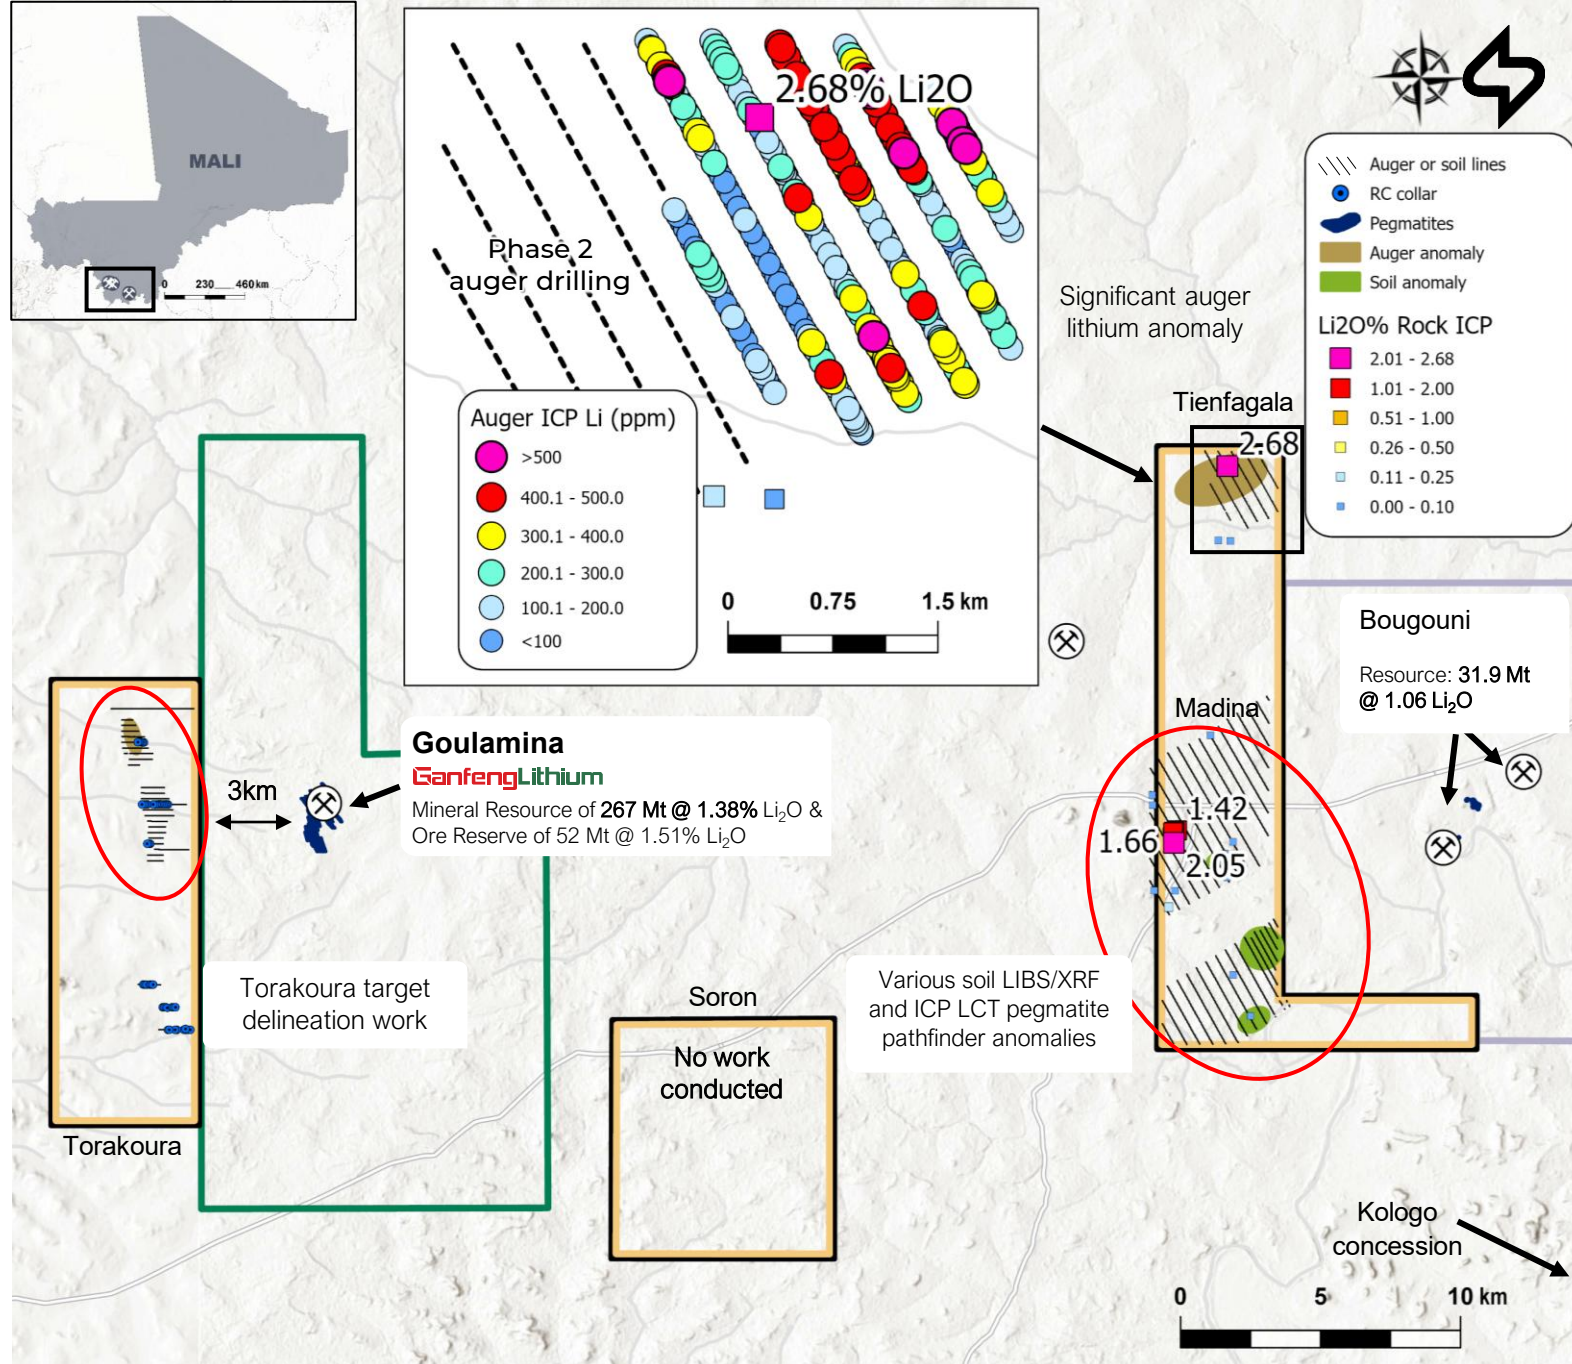 MALI
0 230 460 km
2.68% Li2O
Phase 2
auger drilling
Auger ICP Li (ppm)
>500
400.1 - 500.0
300.1 - 400.0
200.1 - 300.0
100.1 - 200.0
<100
0 0.75 1.5 km
Auger or soil lines
RC collar
Pegmatites
Auger anomaly
Soil anomaly
Li2O% Rock ICP
2.01 - 2.68
1.01 - 2.00
0.51 - 1.00
0.26 - 0.50
0.11 - 0.25
0.00 - 0.10
Significant auger
lithium anomaly
Tienfagala
2.68
Bougouni
Resource: 31.9 Mt
@ 1.06 Li₂O
Madina
1.42
1.66
2.05
Goulamina
GanfengLithium
Mineral Resource of 267 Mt @ 1.38% Li₂O &
Ore Reserve of 52 Mt @ 1.51% Li₂O
3km
Torakoura target
delineation work
Torakoura
Soron
No work
conducted
Various soil LIBS/XRF
and ICP LCT pegmatite
pathfinder anomalies
Kologo
concession
0 5 10 km